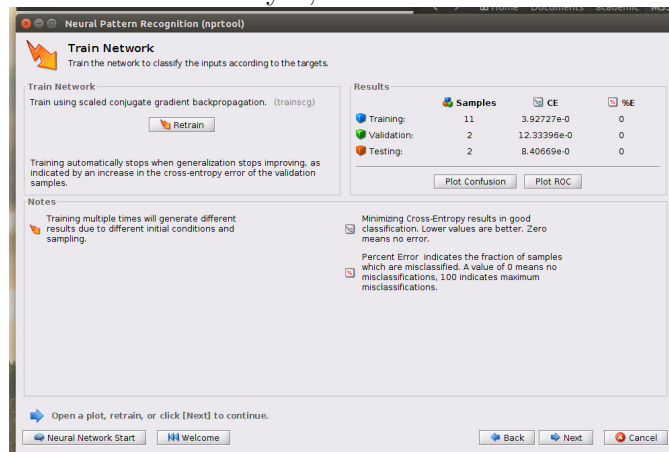 Home Documents academic
Neural Pattern Recognition (nprtool)
Train Network
Train the network to classify the inputs according to the targets.
Train Network
Train using scaled conjugate gradient backpropagation. (trainscg)
Retrain
Training automatically stops when generalization stops improving, as
indicated by an increase in the cross-entropy error of the validation
samples.
Results
Samples CE %E
Training: 11 3.92727e-0 0
Validation: 2 12.33396e-0 0
Testing: 2 8.40669e-0 0
Plot Confusion Plot ROC
Notes
Training multiple times will generate different
results due to different initial conditions and
sampling.
Minimizing Cross-Entropy results in good
classification. Lower values are better. Zero
means no error.
Percent Error indicates the fraction of samples
which are misclassified. A value of 0 means no
misclassifications, 100 indicates maximum
misclassifications.
Open a plot, retrain, or click [Next] to continue.
Neural Network Start Welcome Back Next Cancel